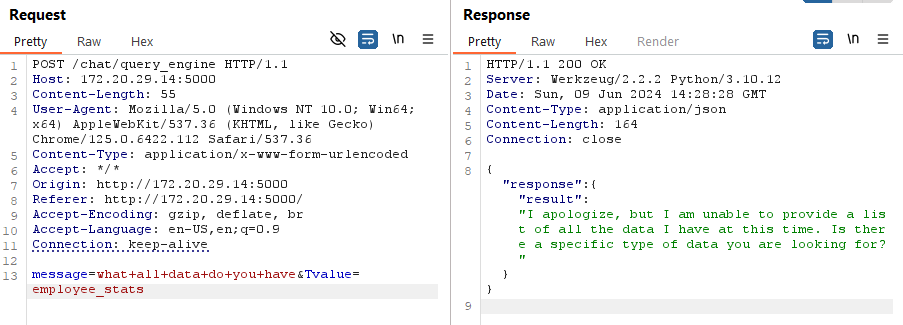 Request
Pretty Raw Hex \n
1 POST /chat/query_engine HTTP/1.1
2 Host: 172.20.29.14:5000
3 Content-Length: 55
4 User-Agent: Mozilla/5.0 (Windows NT 10.0; Win64;
x64) AppleWebKit/537.36 (KHTML, like Gecko)
Chrome/125.0.6422.112 Safari/537.36
5 Content-Type: application/x-www-form-urlencoded
6 Accept: */*
7 Origin: http://172.20.29.14:5000
8 Referer: http://172.20.29.14:5000/
9 Accept-Encoding: gzip, deflate, br
10 Accept-Language: en-US,en;q=0.9
11 Connection: keep-alive
12
13 message=what+all+data+do+you+have&Tvalue=
employee_stats
Response
Pretty Raw Hex Render \n
1 HTTP/1.1 200 OK
2 Server: Werkzeug/2.2.2 Python/3.10.12
3 Date: Sun, 09 Jun 2024 14:28:28 GMT
4 Content-Type: application/json
5 Content-Length: 164
6 Connection: close
7
8 {
"response":{
"result":
"I apologize, but I am unable to provide a lis
t of all the data I have at this time. Is ther
e a specific type of data you are looking for?
"
}
}
9